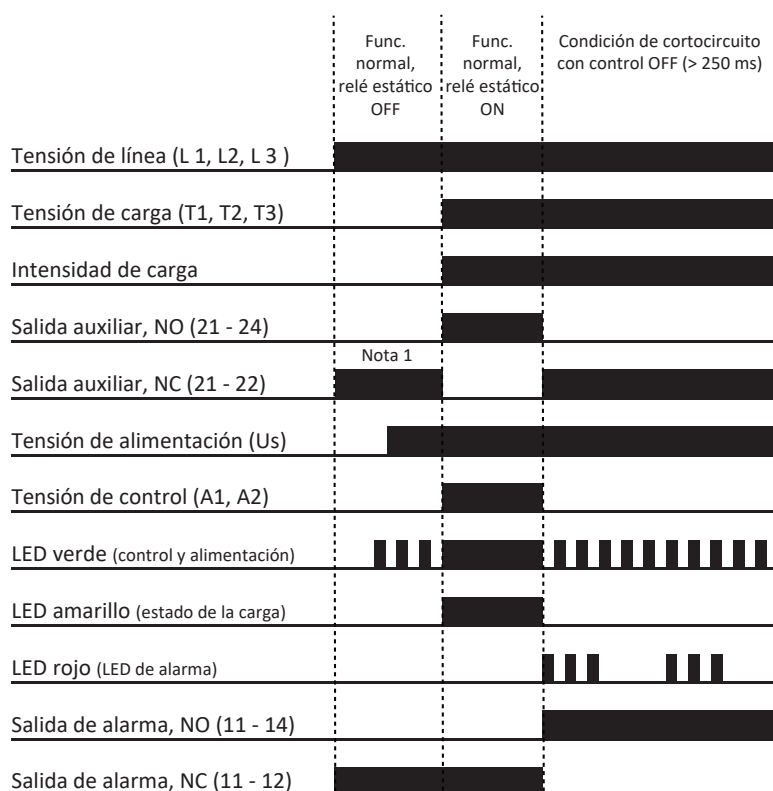 Func.
normal,
relé estático
OFF
Func.
normal,
relé estático
ON
Condición de cortocircuito
con control OFF (> 250 ms)
Tensión de línea (L 1, L2, L 3 )
Tensión de carga (T1, T2, T3)
Intensidad de carga
Salida auxiliar, NO (21 - 24)
Nota 1
Salida auxiliar, NC (21 - 22)
Tensión de alimentación (Us)
Tensión de control (A1, A2)
LED verde (control y alimentación)
LED amarillo (estado de la carga)
LED rojo (LED de alarma)
Salida de alarma, NO (11 - 14)
Salida de alarma, NC (11 - 12)